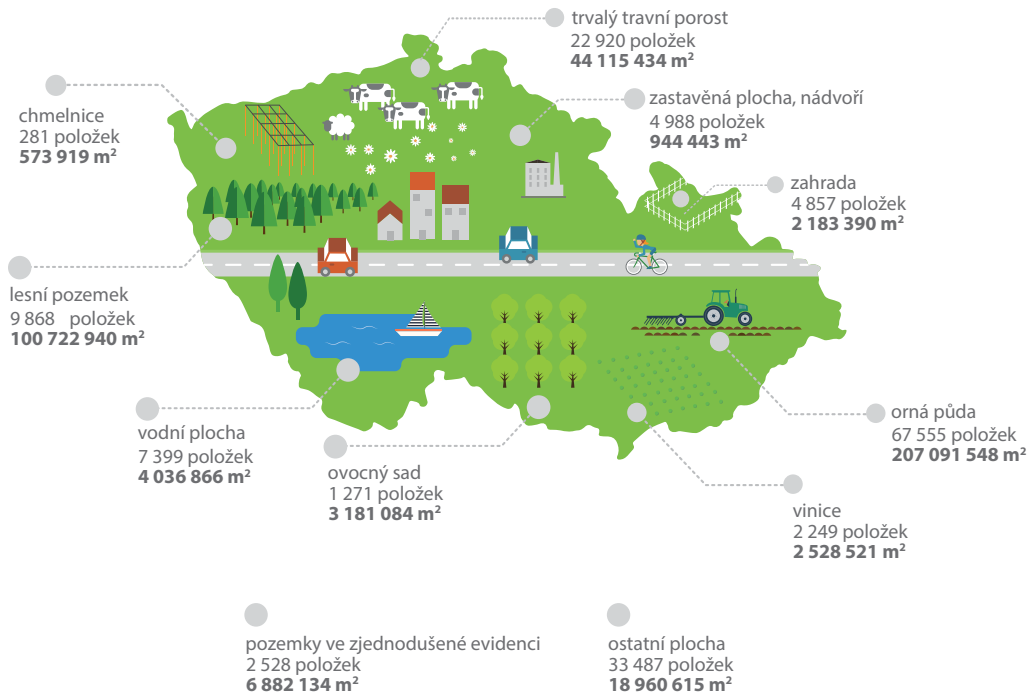 trvalý travní porost
22 920 položek
44 115 434 m²
chmelnice
281 položek
573 919 m²
zastavěná plocha, nádvoří
4 988 položek
944 443 m²
zahrada
4 857 položek
2 183 390 m²
lesní pozemek
9 868 položek
100 722 940 m²
vodní plocha
7 399 položek
4 036 866 m²
ovocný sad
1 271 položek
3 181 084 m²
orná půda
67 555 položek
207 091 548 m²
vinice
2 249 položek
2 528 521 m²
pozemky ve zjednodušené evidenci
2 528 položek
6 882 134 m²
ostatní plocha
33 487 položek
18 960 615 m²